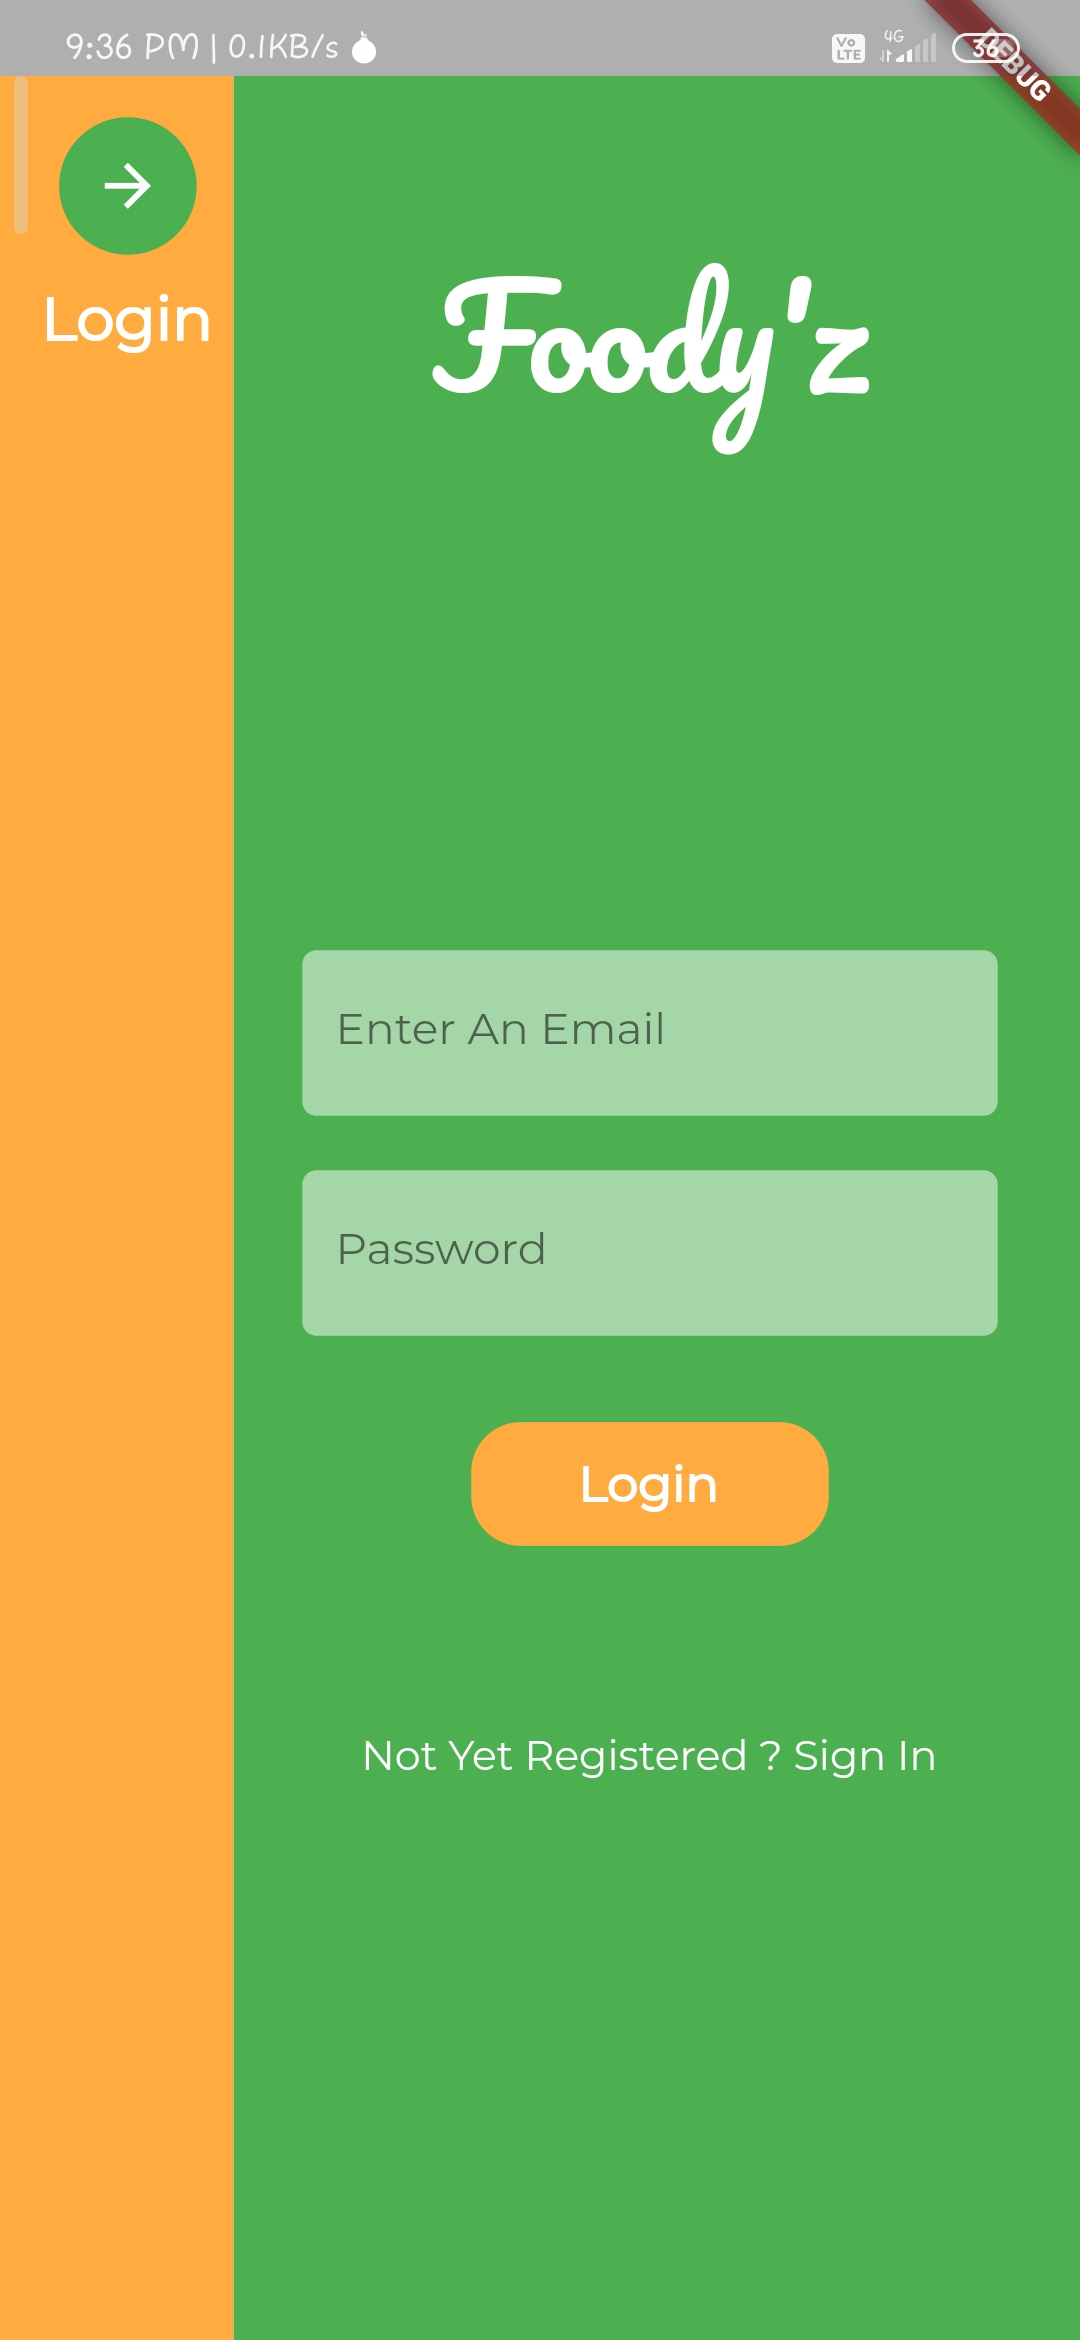 9:36 PM | 0.1KB/s
Vo LTE
4G
36
DEBUG
Login
Foody'z
Enter An Email
Password
Login
Not Yet Registered ? Sign In